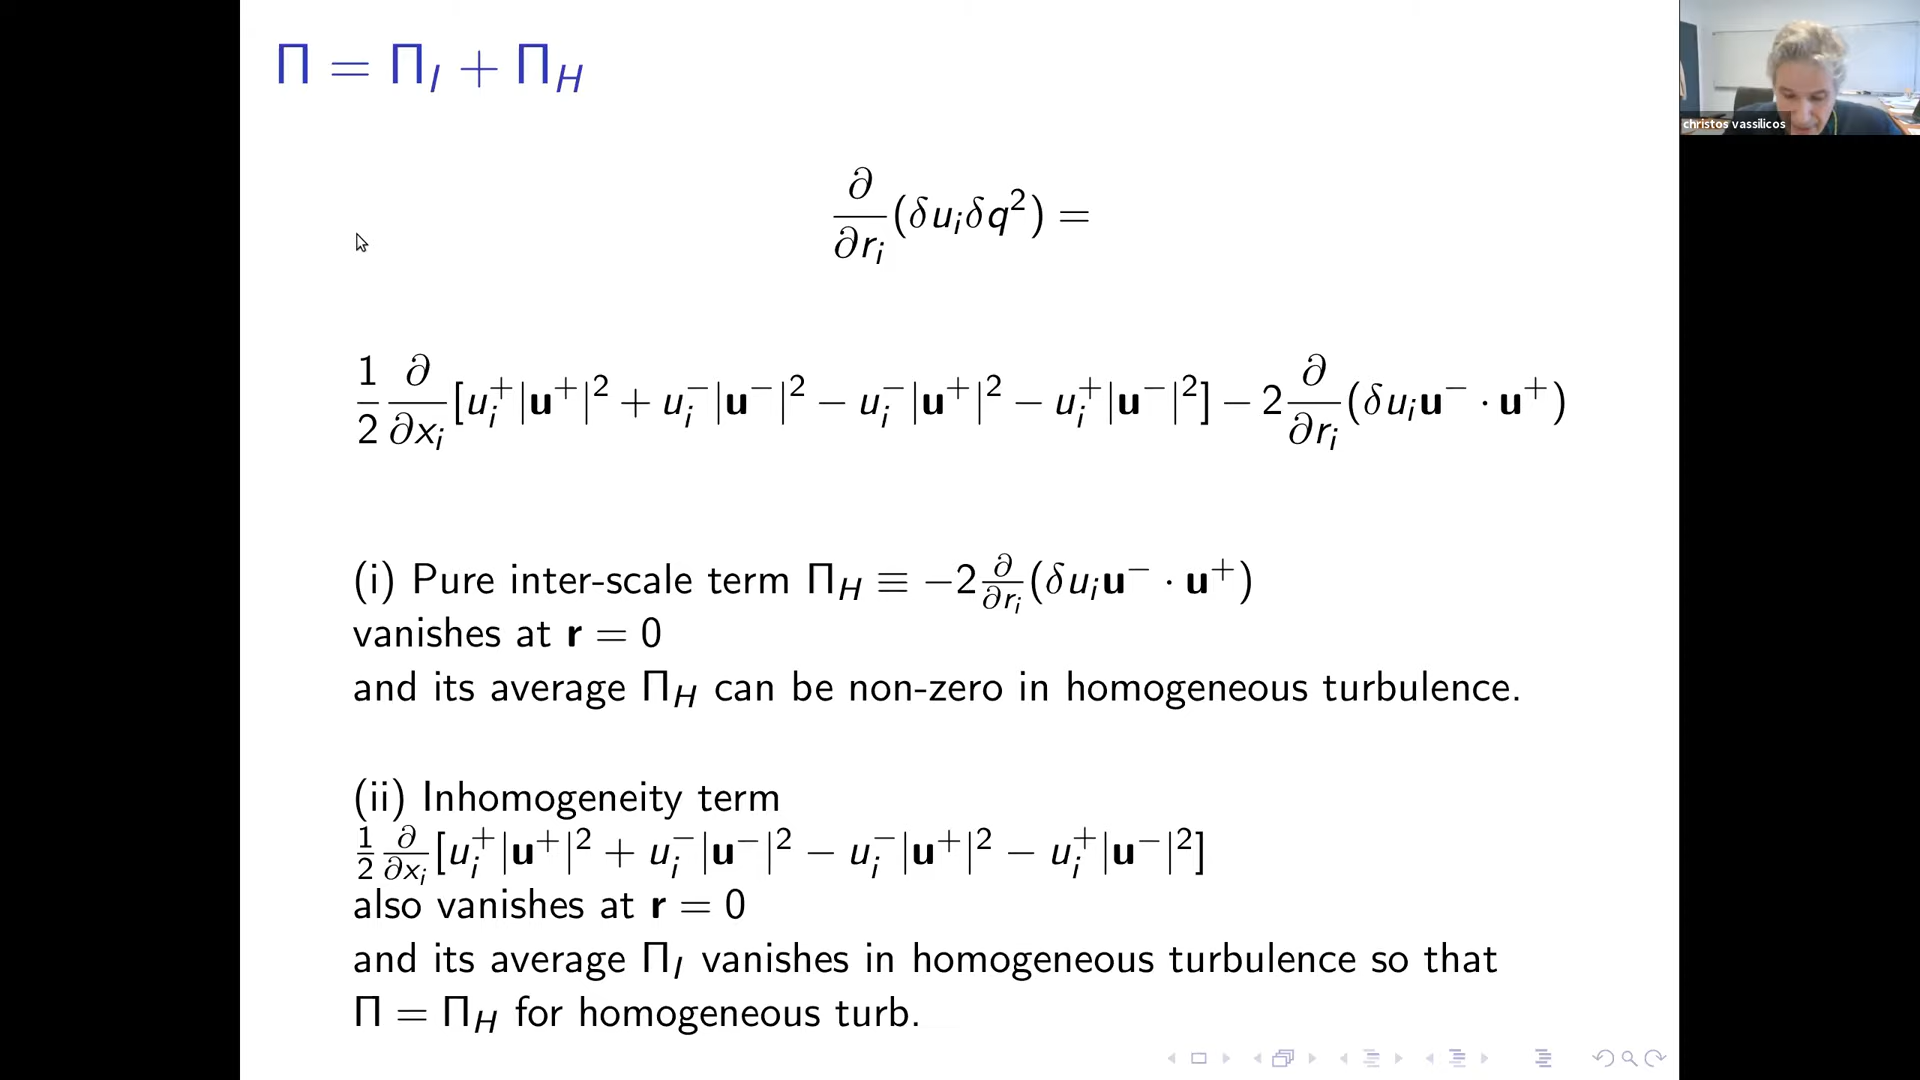 Π = Π_I + Π_H
∂/∂r_i (δu_i δq²) =
1/2 ∂/∂x_i [u_i⁺|𝐮⁺|² + u_i⁻|𝐮⁻|² − u_i⁻|𝐮⁺|² − u_i⁺|𝐮⁻|²] − 2 ∂/∂r_i (δu_i 𝐮⁻ · 𝐮⁺)
(i) Pure inter-scale term Π_H ≡ −2 ∂/∂r_i (δu_i 𝐮⁻ · 𝐮⁺)
vanishes at 𝐫 = 0
and its average Π_H can be non-zero in homogeneous turbulence.
(ii) Inhomogeneity term
1/2 ∂/∂x_i [u_i⁺|𝐮⁺|² + u_i⁻|𝐮⁻|² − u_i⁻|𝐮⁺|² − u_i⁺|𝐮⁻|²]
also vanishes at 𝐫 = 0
and its average Π_I vanishes in homogeneous turbulence so that
Π = Π_H for homogeneous turb.
christos vassilicos